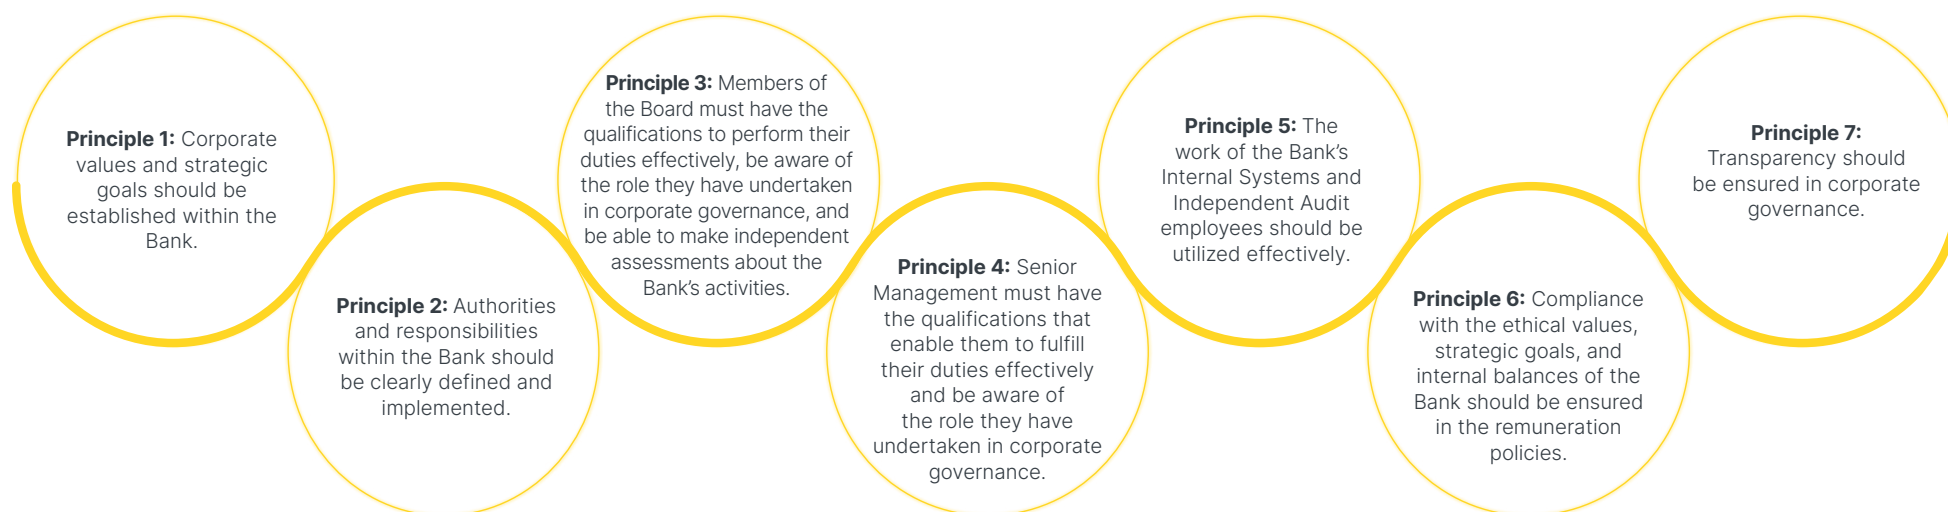 Principle 1: Corporate
values and strategic
goals should be
established within the
Bank.
Principle 2: Authorities
and responsibilities
within the Bank should
be clearly defined and
implemented.
Principle 3: Members of
the Board must have the
qualifications to perform their
duties effectively, be aware of
the role they have undertaken
in corporate governance, and
be able to make independent
assessments about the
Bank’s activities.
Principle 4: Senior
Management must have
the qualifications that
enable them to fulfill
their duties effectively
and be aware of
the role they have
undertaken in corporate
governance.
Principle 5: The
work of the Bank’s
Internal Systems and
Independent Audit
employees should be
utilized effectively.
Principle 6: Compliance
with the ethical values,
strategic goals, and
internal balances of the
Bank should be ensured
in the remuneration
policies.
Principle 7:
Transparency should
be ensured in corporate
governance.